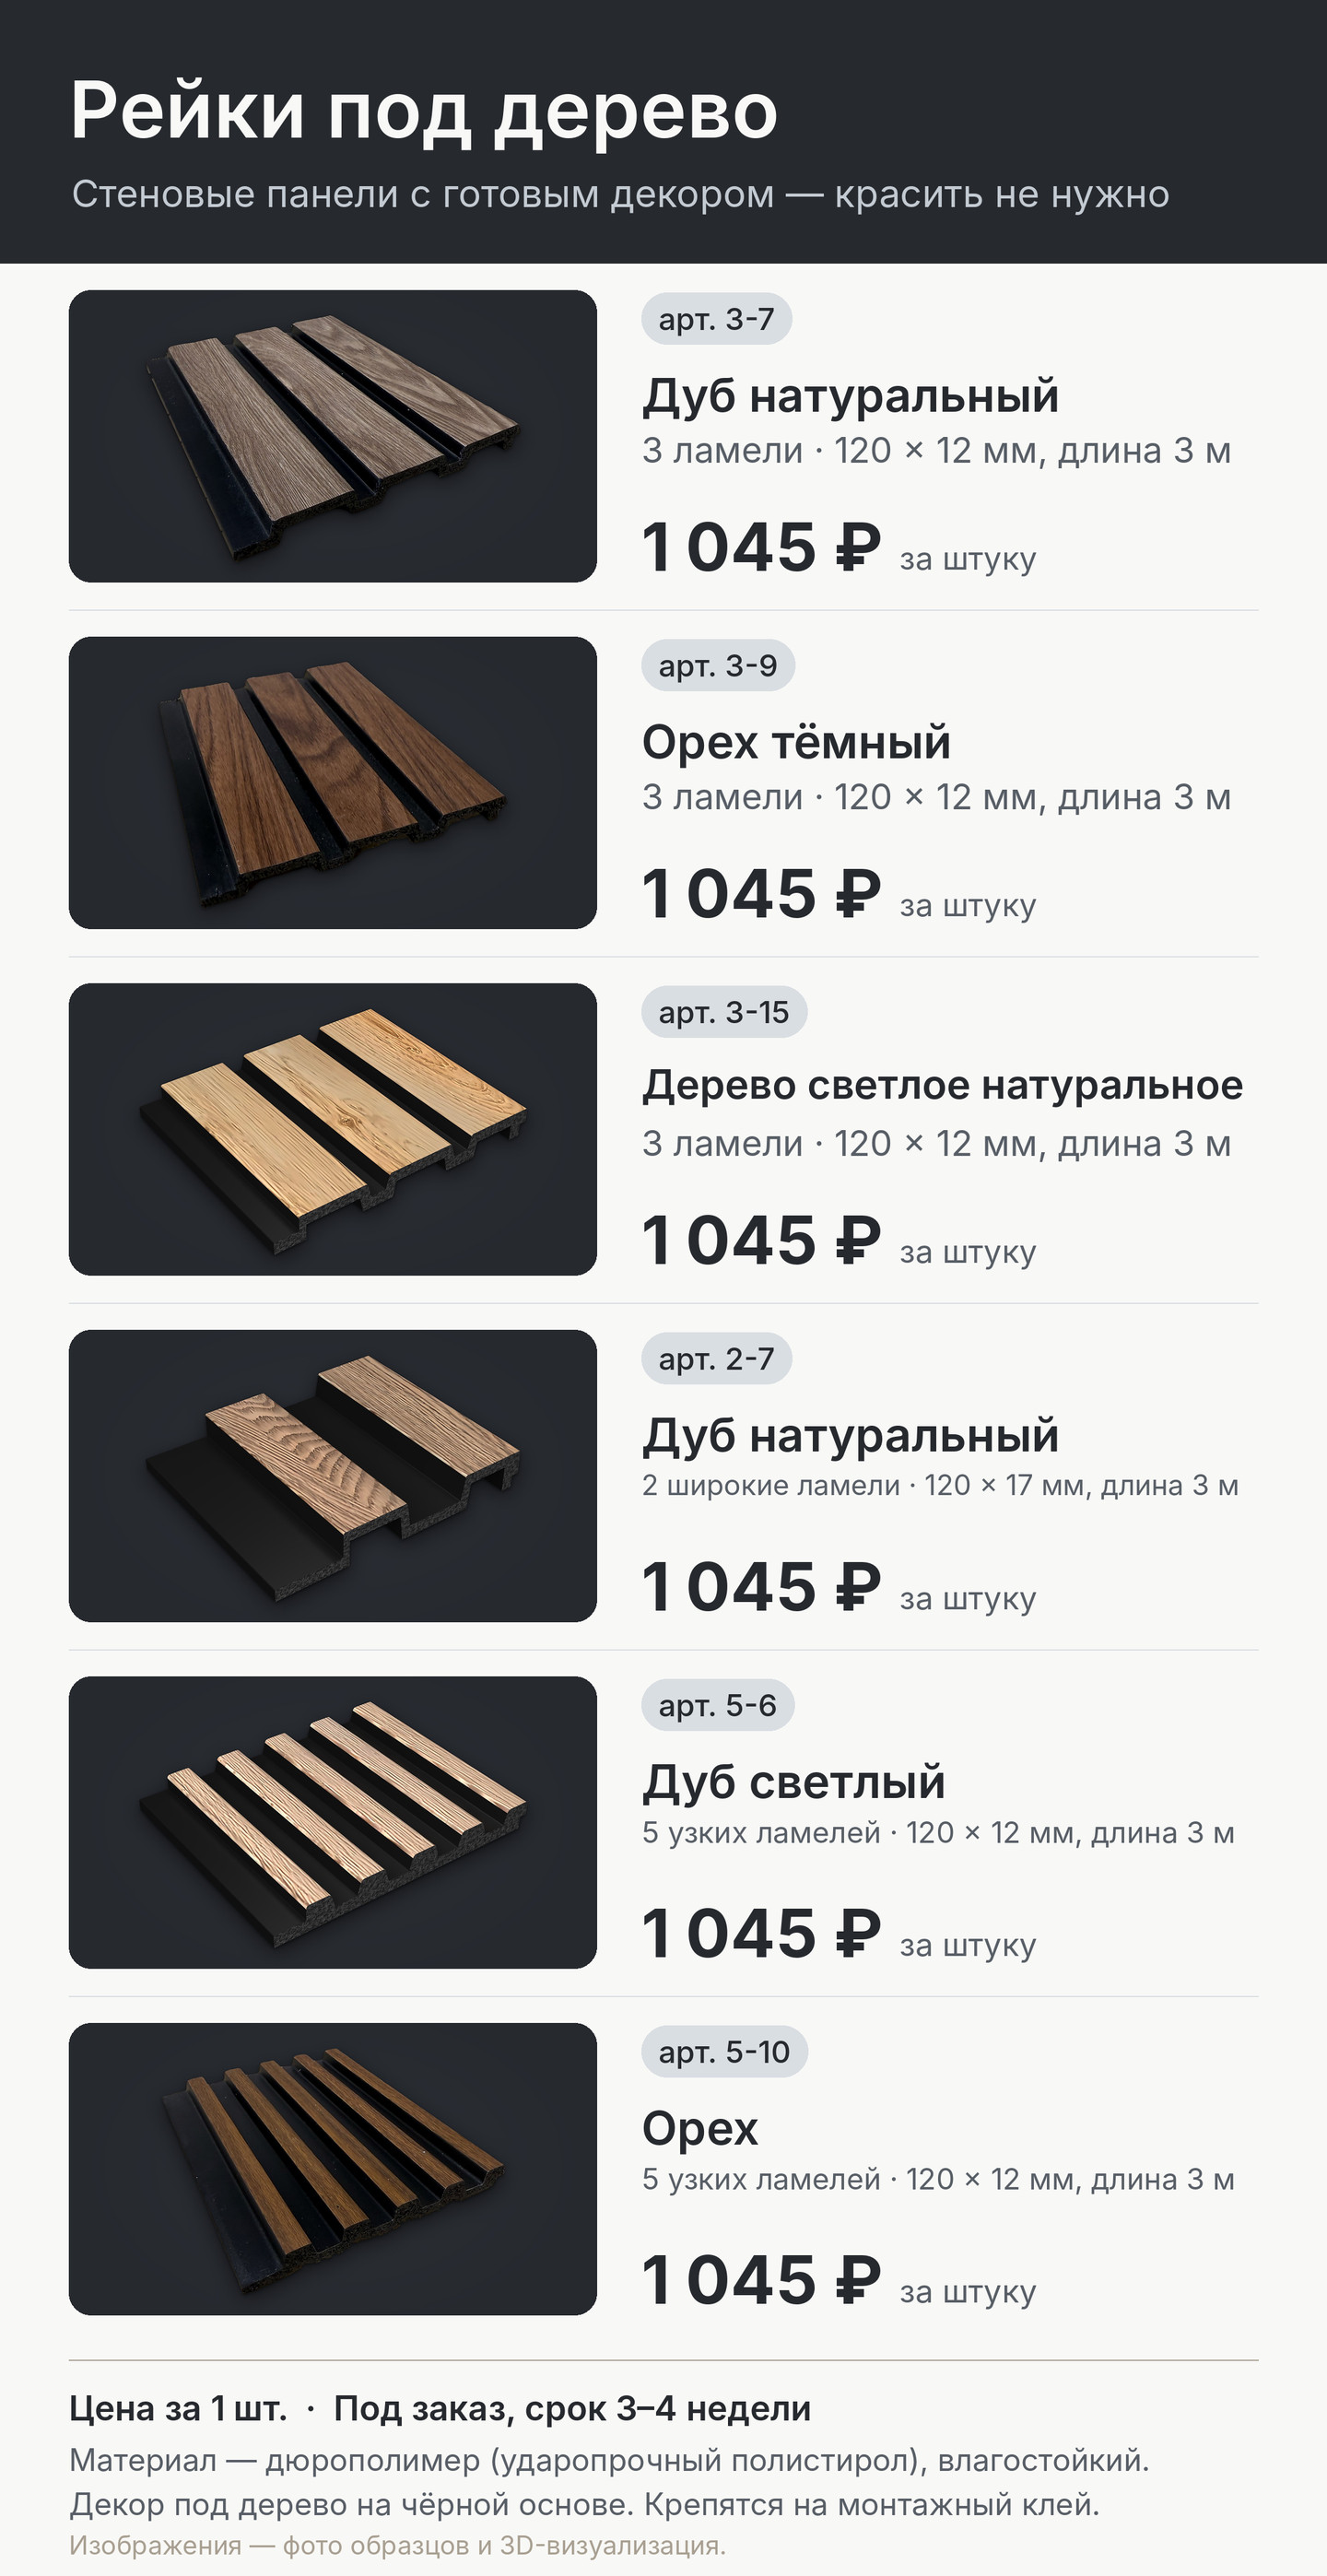 Рейки под дерево
Стеновые панели с готовым декором — красить не нужно
арт. 3-7
Дуб натуральный
3 ламели · 120 × 12 мм, длина 3 м
1 045 ₽ за штуку
арт. 3-9
Орех тёмный
3 ламели · 120 × 12 мм, длина 3 м
1 045 ₽ за штуку
арт. 3-15
Дерево светлое натуральное
3 ламели · 120 × 12 мм, длина 3 м
1 045 ₽ за штуку
арт. 2-7
Дуб натуральный
2 широкие ламели · 120 × 17 мм, длина 3 м
1 045 ₽ за штуку
арт. 5-6
Дуб светлый
5 узких ламелей · 120 × 12 мм, длина 3 м
1 045 ₽ за штуку
арт. 5-10
Орех
5 узких ламелей · 120 × 12 мм, длина 3 м
1 045 ₽ за штуку
Цена за 1 шт. · Под заказ, срок 3–4 недели
Материал — дюрополимер (ударопрочный полистирол), влагостойкий.
Декор под дерево на чёрной основе. Крепятся на монтажный клей.
Изображения — фото образцов и 3D-визуализация.